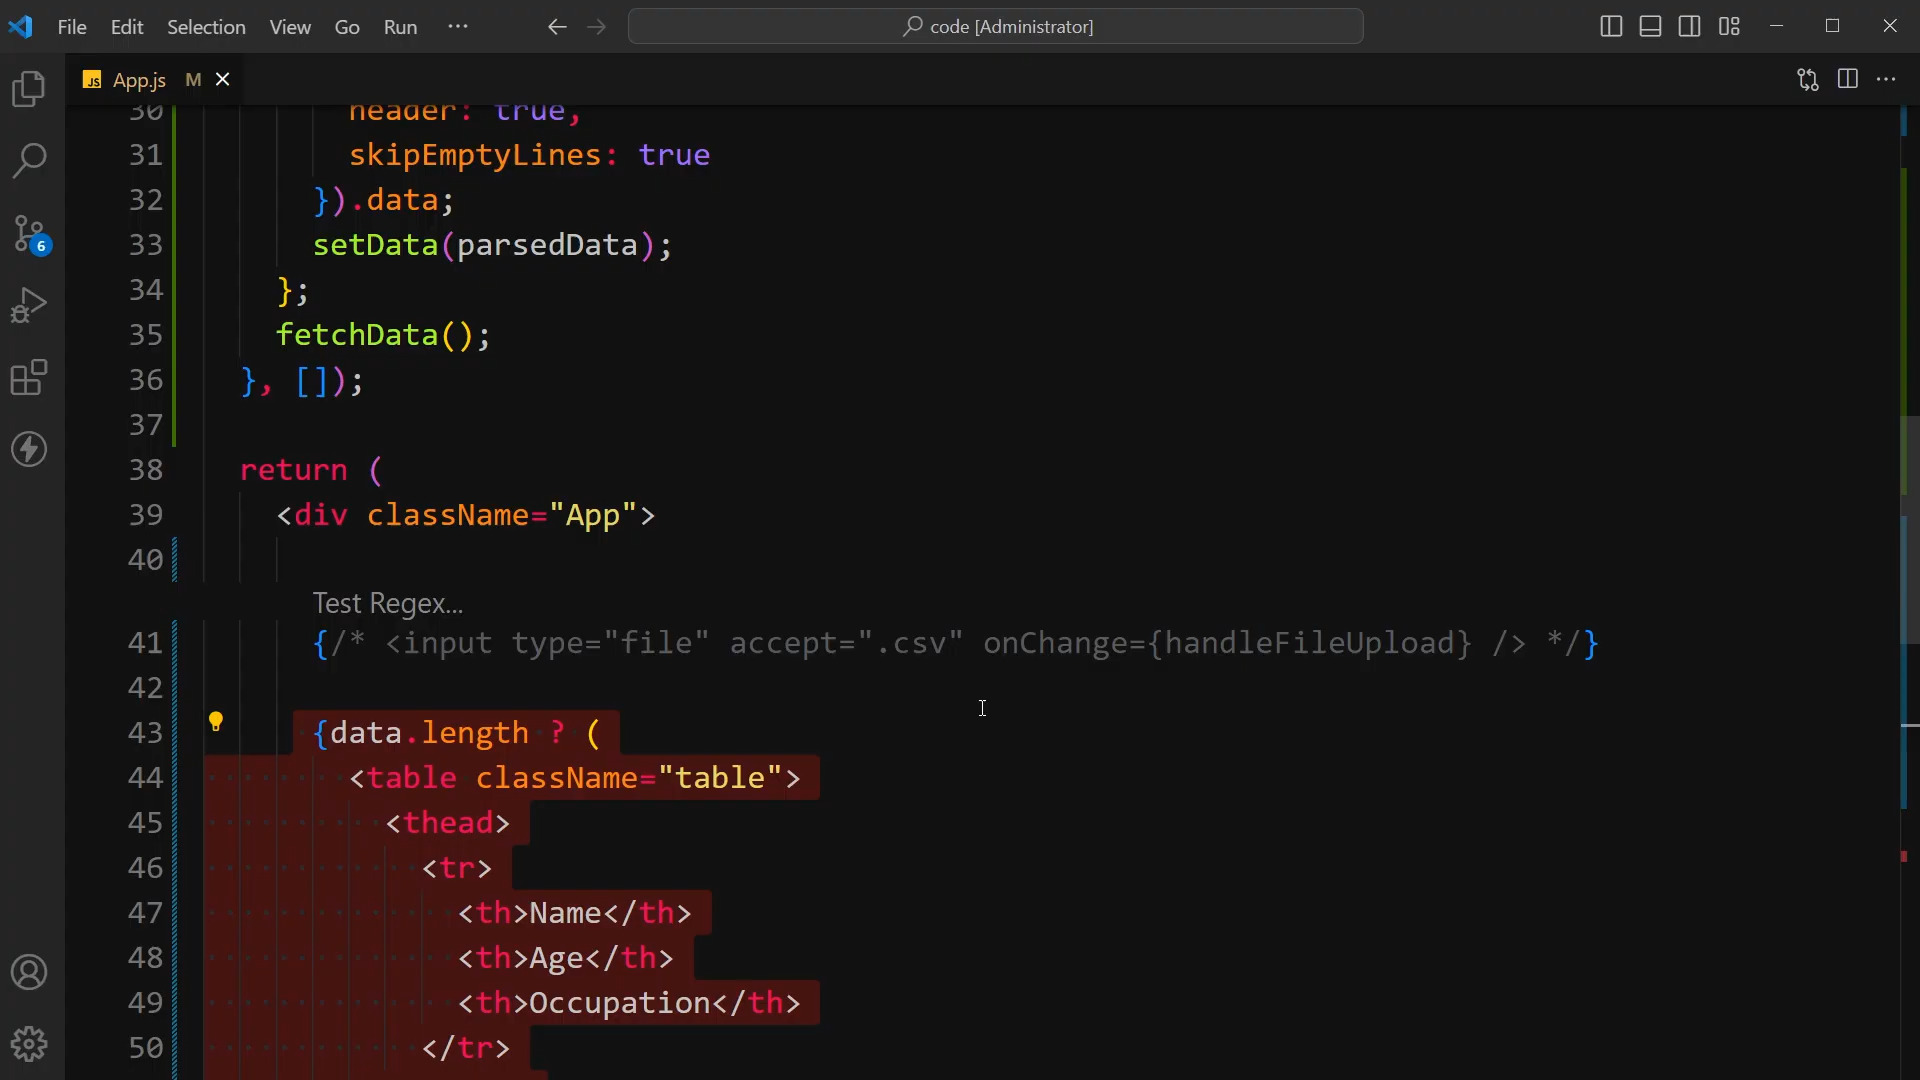 File Edit Selection View Go Run ··· code [Administrator]
JS App.js M
30 header: true,
31 skipEmptyLines: true
32 }).data;
33 setData(parsedData);
34 };
35 fetchData();
36 }, []);
37
38 return (
39 <div className="App">
40
Test Regex...
41 {/* <input type="file" accept=".csv" onChange={handleFileUpload} /> */}
42
43 {data.length ? (
44 <table className="table">
45 <thead>
46 <tr>
47 <th>Name</th>
48 <th>Age</th>
49 <th>Occupation</th>
50 </tr>
6